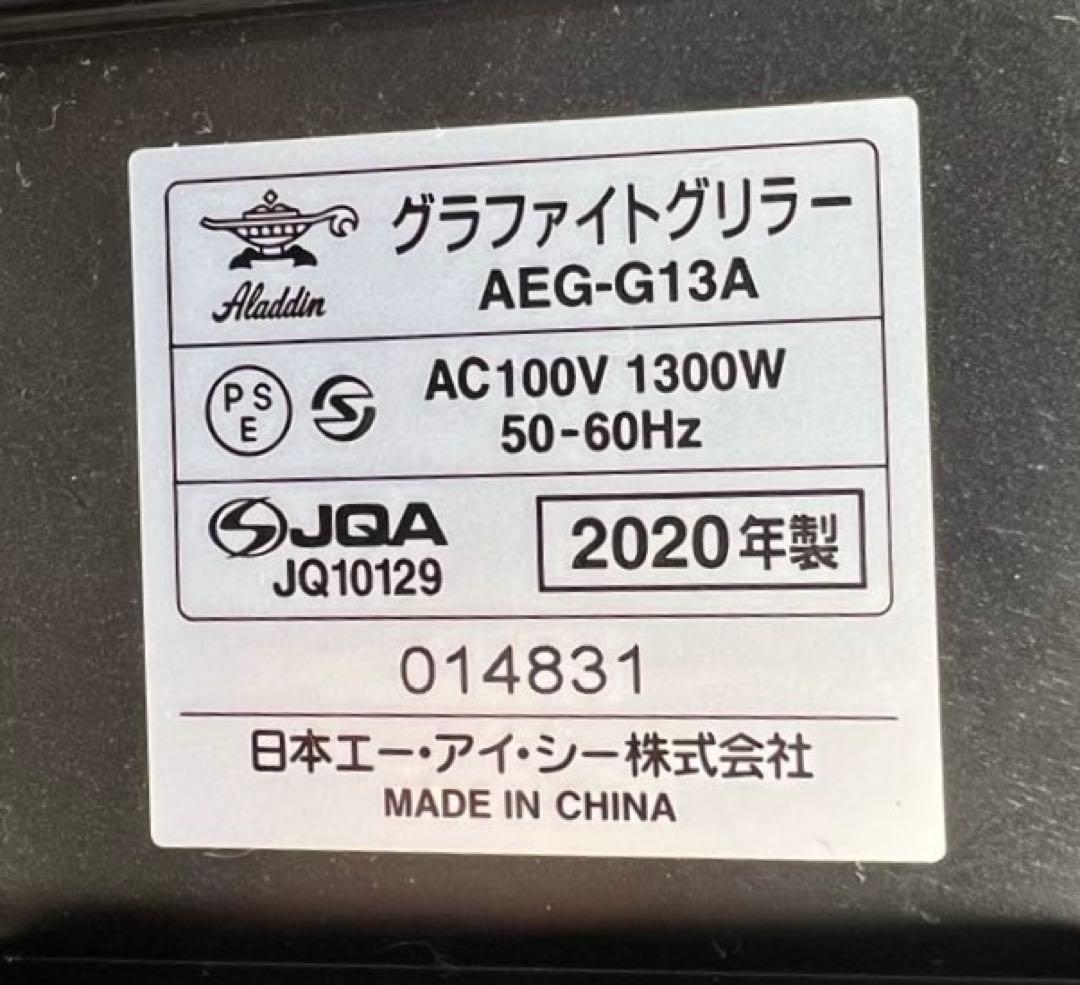 グラファイトグリラー
Aladdin
AEG-G13A
PSE
AC100V 1300W
50-60Hz
JQA
JQ10129
2020年製
014831
日本エー・アイ・シー株式会社
MADE IN CHINA